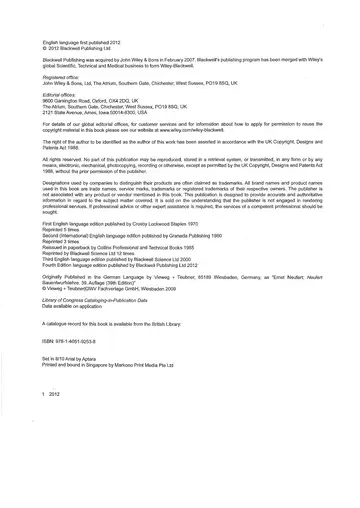 English language first published 2012
© 2012 Blackwell Publishing Ltd
Blackwell Publishing was acquired by John Wiley & Sons in February 2007. Blackwell's publishing program has been merged with Wiley's
global Scientific, Technical and Medical business to form Wiley-Blackwell.
Registered office:
John Wiley & Sons, Ltd, The Atrium, Southern Gate, Chichester, West Sussex, PO19 8SQ, UK
Editorial offices:
9600 Garsington Road, Oxford, OX4 2DQ, UK
The Atrium, Southern Gate, Chichester, West Sussex, PO19 8SQ, UK
2121 State Avenue, Ames, Iowa 50014-8300, USA
For details of our global editorial offices, for customer services and for information about how to apply for permission to reuse the
copyright material in this book please see our website at www.wiley.com/wiley-blackwell.
The right of the author to be identified as the author of this work has been asserted in accordance with the UK Copyright, Designs and
Patents Act 1988.
All rights reserved. No part of this publication may be reproduced, stored in a retrieval system, or transmitted, in any form or by any
means, electronic, mechanical, photocopying, recording or otherwise, except as permitted by the UK Copyright, Designs and Patents Act
1988, without the prior permission of the publisher.
Designations used by companies to distinguish their products are often claimed as trademarks. All brand names and product names
used in this book are trade names, service marks, trademarks or registered trademarks of their respective owners. The publisher is
not associated with any product or vendor mentioned in this book. This publication is designed to provide accurate and authoritative
information in regard to the subject matter covered. It is sold on the understanding that the publisher is not engaged in rendering
professional services. If professional advice or other expert assistance is required, the services of a competent professional should be
sought.
First English language edition published by Crosby Lockwood Staples 1970
Reprinted 5 times
Second (International) English language edition published by Granada Publishing 1980
Reprinted 3 times
Reissued in paperback by Collins Professional and Technical Books 1985
Reprinted by Blackwell Science Ltd 12 times
Third English language edition published by Blackwell Science Ltd 2000
Fourth Edition language edition published by Blackwell Publishing Ltd 2012
Originally Published in the German Language by Vieweg + Teubner, 65189 Wiesbaden, Germany, as "Ernst Neufert: Neufert
Bauentwurfslehre. 39. Auflage (39th Edition)"
© Vieweg + Teubner|GWV Fachverlage GmbH, Wiesbaden 2009
Library of Congress Cataloging-in-Publication Data
Data available on application
A catalogue record for this book is available from the British Library
ISBN: 978-1-4051-9253-8
Set in 8/10 Arial by Aptara
Printed and bound in Singapore by Markono Print Media Pte Ltd
1 2012